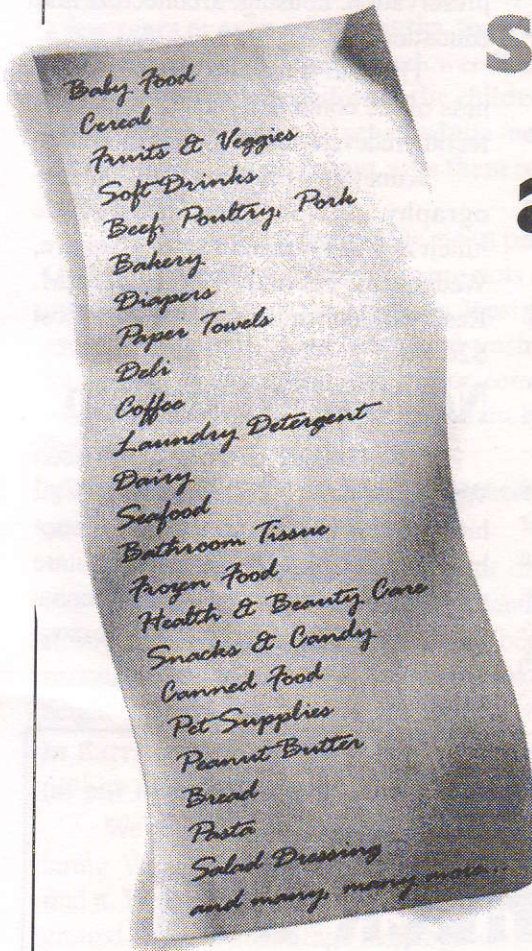 Baby Food
Cereal
Fruits & Veggies
Soft Drinks
Beef, Poultry, Pork
Bakery
Diapers
Paper Towels
Deli
Coffee
Laundry Detergent
Dairy
Seafood
Bathroom Tissue
Frozen Food
Health & Beauty Care
Snacks & Candy
Canned Food
Pet Supplies
Peanut Butter
Bread
Pasta
Salad Dressing
and many, many more...